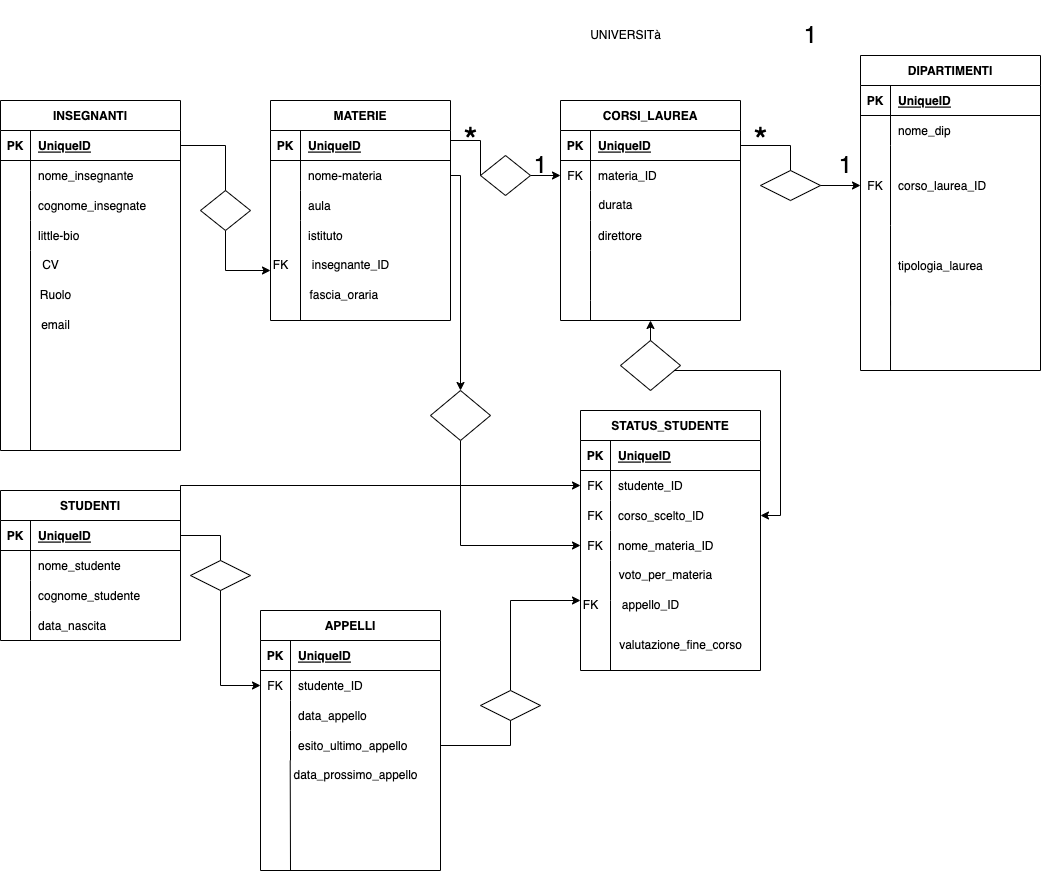 UNIVERSITà
1
INSEGNANTI
PK UniqueID
nome_insegnante
cognome_insegnate
little-bio
CV
Ruolo
email
MATERIE
PK UniqueID
nome-materia
aula
istituto
FK insegnante_ID
fascia_oraria
*
1
CORSI_LAUREA
PK UniqueID
FK materia_ID
durata
direttore
*
1
DIPARTIMENTI
PK UniqueID
nome_dip
FK corso_laurea_ID
tipologia_laurea
STATUS_STUDENTE
PK UniqueID
FK studente_ID
FK corso_scelto_ID
FK nome_materia_ID
voto_per_materia
FK appello_ID
valutazione_fine_corso
STUDENTI
PK UniqueID
nome_studente
cognome_studente
data_nascita
APPELLI
PK UniqueID
FK studente_ID
data_appello
esito_ultimo_appello
data_prossimo_appello